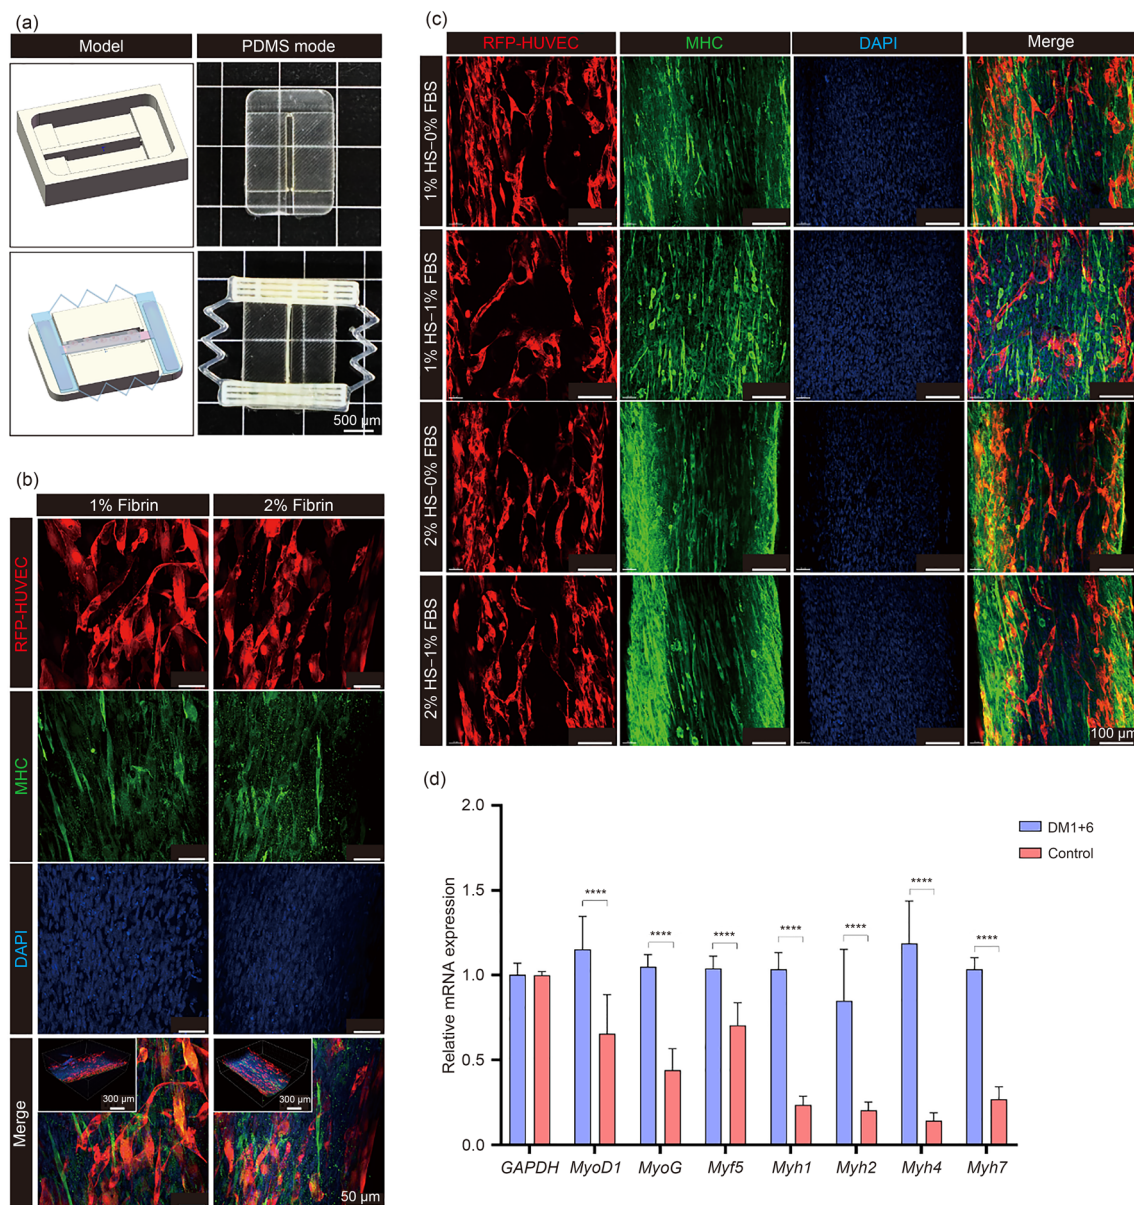 (a)
Model
PDMS mode
500 μm
(b)
1% Fibrin
2% Fibrin
RFP-HUVEC
MHC
DAPI
Merge
300 μm
300 μm
50 μm
(c)
RFP-HUVEC
MHC
DAPI
Merge
1% HS–0% FBS
1% HS–1% FBS
2% HS–0% FBS
2% HS–1% FBS
100 μm
(d)
2.0
1.5
1.0
0.5
0.0
Relative mRNA expression
DM1+6
Control
****
****
****
****
****
****
****
GAPDH
MyoD1
MyoG
Myf5
Myh1
Myh2
Myh4
Myh7